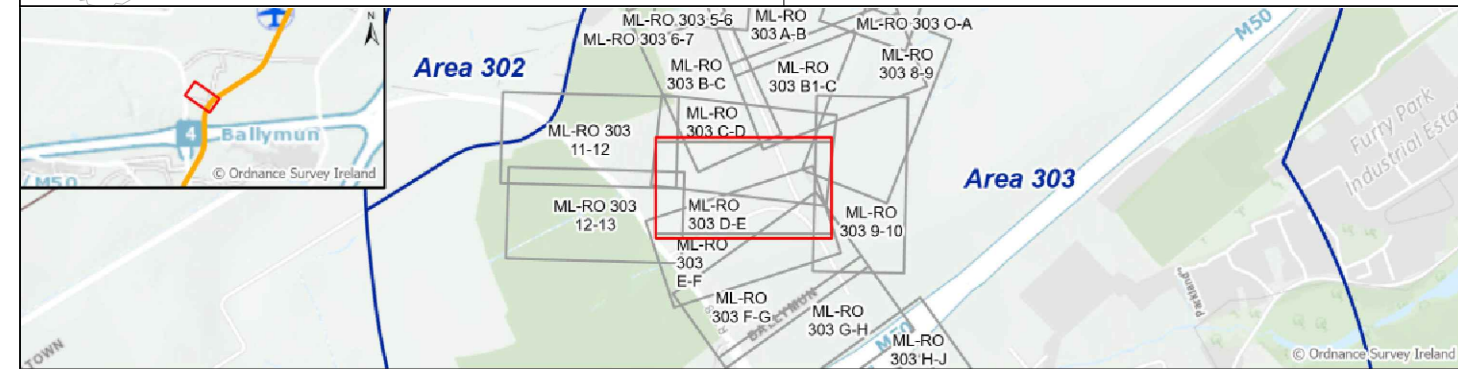 N
4
Ballymun
M50
© Ordnance Survey Ireland
Area 302
ML-RO 303 5-6
ML-RO 303 6-7
ML-RO
303 A-B
ML-RO 303 O-A
ML-RO
303 B-C
ML-RO
303 B1-C
ML-RO
303 8-9
M50
ML-RO
303 C-D
ML-RO 303
11-12
Area 303
Furry Park
ML-RO 303
12-13
ML-RO
303 D-E
ML-RO
303 9-10
ML-RO
303
E-F
ML-RO
303 F-G
BALLYMUN
ML-RO
303 G-H
M50
ML-RO
303 H-J
TOWN
© Ordnance Survey Ireland